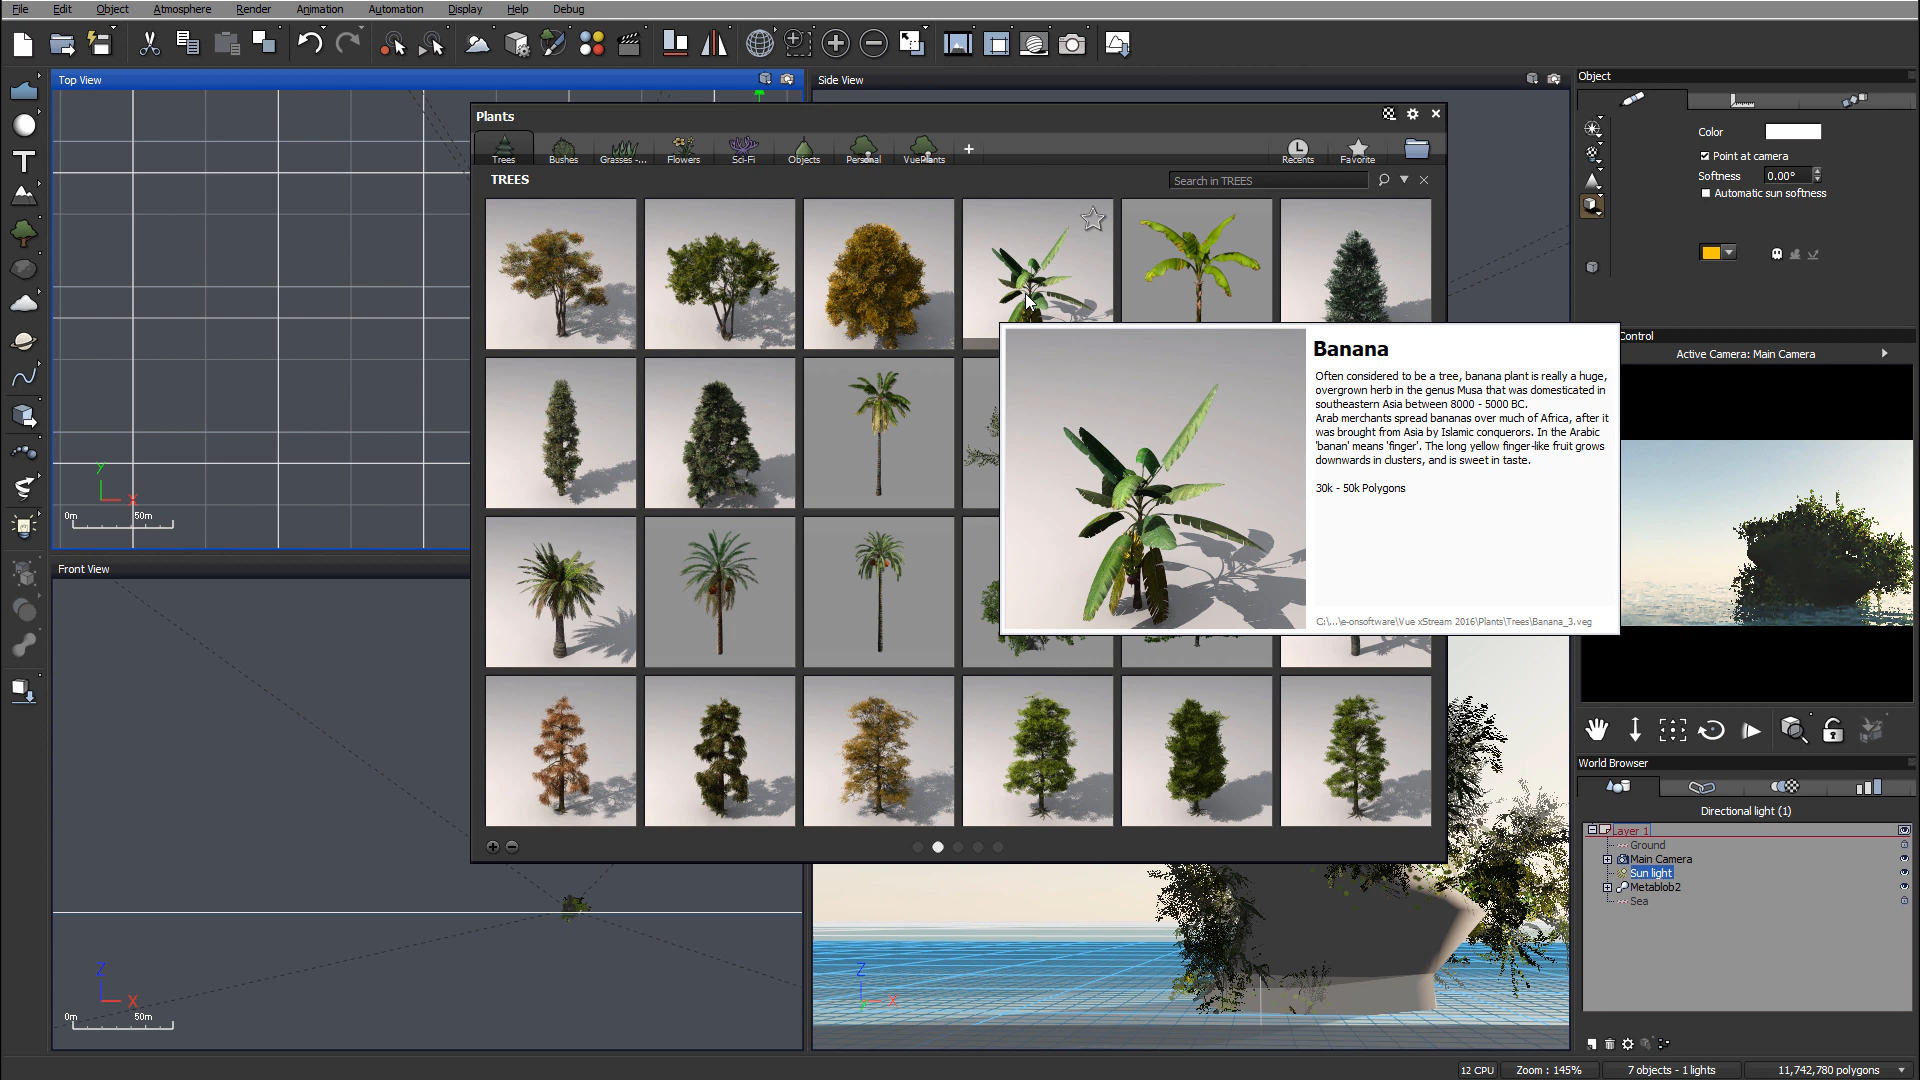 File Edit Object Atmosphere Render Animation Automation Display Help Debug
Top View
Side View
Object
Plants
Trees Bushes Grasses -... Flowers Sci-Fi Objects Personal VuePlants + Recents Favorite
TREES
Search in TREES
Color
Point at camera
Softness 0.00°
Automatic sun softness
Control
Active Camera: Main Camera
Banana
Often considered to be a tree, banana plant is really a huge,
overgrown herb in the genus Musa that was domesticated in
southeastern Asia between 8000 - 5000 BC.
Arab merchants spread bananas over much of Africa, after it
was brought from Asia by Islamic conquerors. In the Arabic
'banan' means 'finger'. The long yellow finger-like fruit grows
downwards in clusters, and is sweet in taste.
30k - 50k Polygons
C:\...\e-onsoftware\Vue xStream 2016\Plants\Trees\Banana_3.veg
y
x
0m 50m
Front View
Z
X
0m 50m
Z
X
World Browser
Directional light (1)
Layer 1
Ground
Main Camera
Sun light
Metablob2
Sea
12 CPU Zoom : 145% 7 objects - 1 lights 11,742,780 polygons